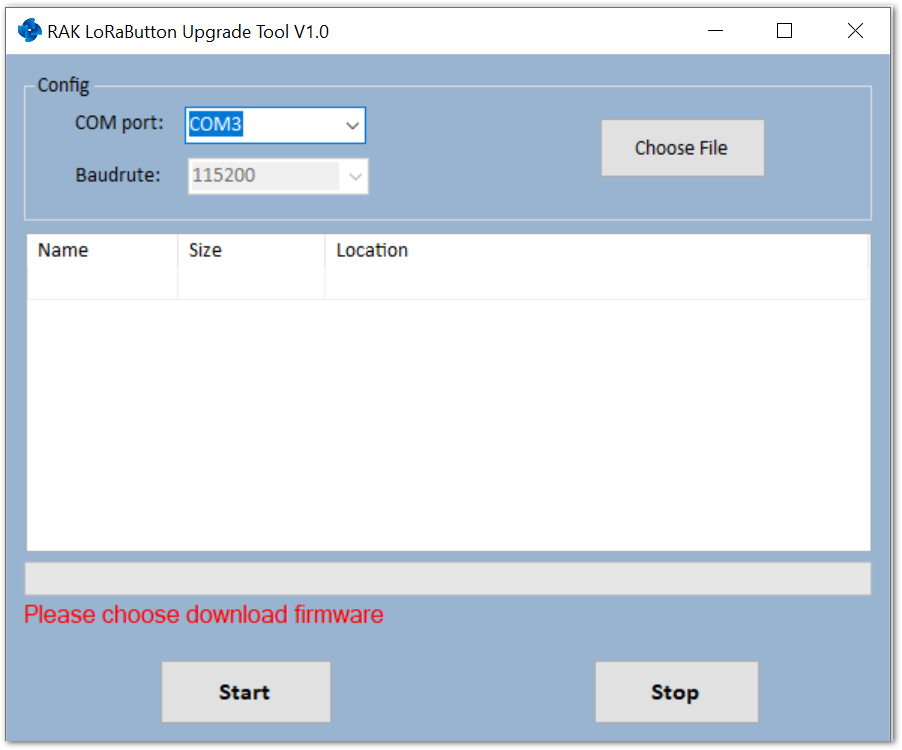 RAK LoRaButton Upgrade Tool V1.0
Config
COM port: COM3
Choose File
Baudrute: 115200
Name Size Location
Please choose download firmware
Start Stop